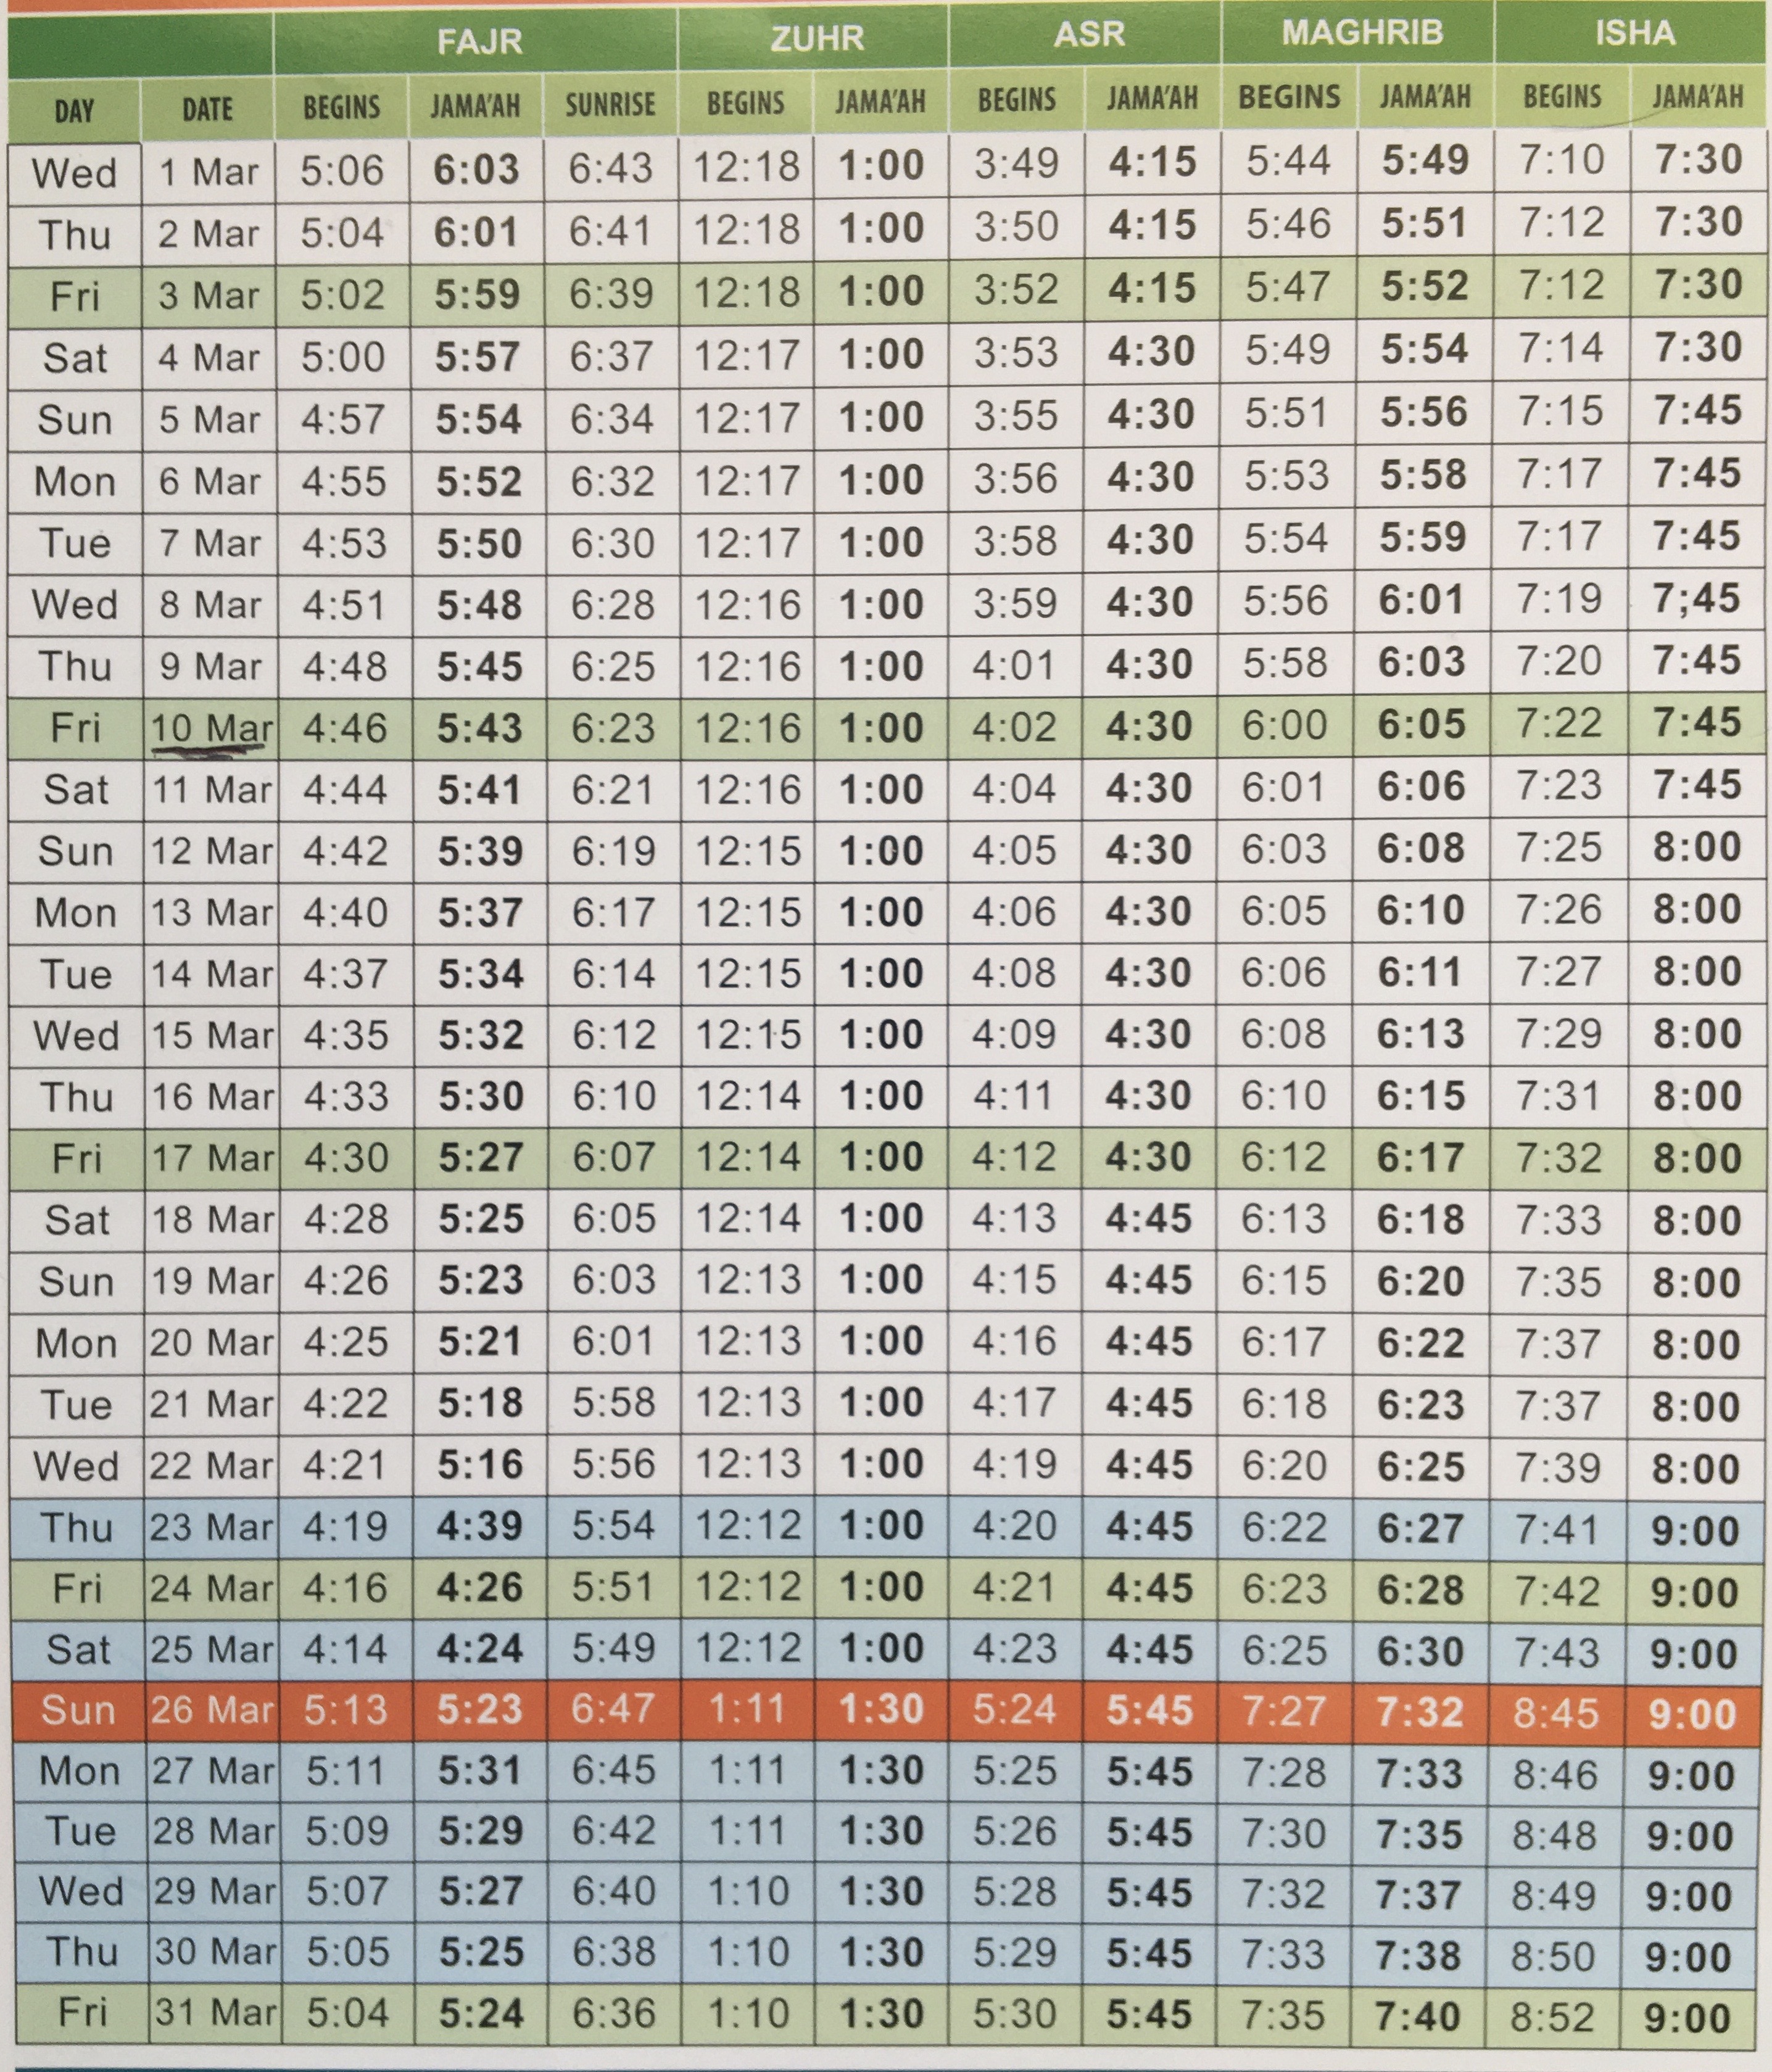 FAJR ZUHR ASR MAGHRIB ISHA
DAY DATE BEGINS JAMA'AH SUNRISE BEGINS JAMA'AH BEGINS JAMA'AH BEGINS JAMA'AH BEGINS JAMA'AH
Wed 1 Mar 5:06 6:03 6:43 12:18 1:00 3:49 4:15 5:44 5:49 7:10 7:30
Thu 2 Mar 5:04 6:01 6:41 12:18 1:00 3:50 4:15 5:46 5:51 7:12 7:30
Fri 3 Mar 5:02 5:59 6:39 12:18 1:00 3:52 4:15 5:47 5:52 7:12 7:30
Sat 4 Mar 5:00 5:57 6:37 12:17 1:00 3:53 4:30 5:49 5:54 7:14 7:30
Sun 5 Mar 4:57 5:54 6:34 12:17 1:00 3:55 4:30 5:51 5:56 7:15 7:45
Mon 6 Mar 4:55 5:52 6:32 12:17 1:00 3:56 4:30 5:53 5:58 7:17 7:45
Tue 7 Mar 4:53 5:50 6:30 12:17 1:00 3:58 4:30 5:54 5:59 7:17 7:45
Wed 8 Mar 4:51 5:48 6:28 12:16 1:00 3:59 4:30 5:56 6:01 7:19 7;45
Thu 9 Mar 4:48 5:45 6:25 12:16 1:00 4:01 4:30 5:58 6:03 7:20 7:45
Fri 10 Mar 4:46 5:43 6:23 12:16 1:00 4:02 4:30 6:00 6:05 7:22 7:45
Sat 11 Mar 4:44 5:41 6:21 12:16 1:00 4:04 4:30 6:01 6:06 7:23 7:45
Sun 12 Mar 4:42 5:39 6:19 12:15 1:00 4:05 4:30 6:03 6:08 7:25 8:00
Mon 13 Mar 4:40 5:37 6:17 12:15 1:00 4:06 4:30 6:05 6:10 7:26 8:00
Tue 14 Mar 4:37 5:34 6:14 12:15 1:00 4:08 4:30 6:06 6:11 7:27 8:00
Wed 15 Mar 4:35 5:32 6:12 12:15 1:00 4:09 4:30 6:08 6:13 7:29 8:00
Thu 16 Mar 4:33 5:30 6:10 12:14 1:00 4:11 4:30 6:10 6:15 7:31 8:00
Fri 17 Mar 4:30 5:27 6:07 12:14 1:00 4:12 4:30 6:12 6:17 7:32 8:00
Sat 18 Mar 4:28 5:25 6:05 12:14 1:00 4:13 4:45 6:13 6:18 7:33 8:00
Sun 19 Mar 4:26 5:23 6:03 12:13 1:00 4:15 4:45 6:15 6:20 7:35 8:00
Mon 20 Mar 4:25 5:21 6:01 12:13 1:00 4:16 4:45 6:17 6:22 7:37 8:00
Tue 21 Mar 4:22 5:18 5:58 12:13 1:00 4:17 4:45 6:18 6:23 7:37 8:00
Wed 22 Mar 4:21 5:16 5:56 12:13 1:00 4:19 4:45 6:20 6:25 7:39 8:00
Thu 23 Mar 4:19 4:39 5:54 12:12 1:00 4:20 4:45 6:22 6:27 7:41 9:00
Fri 24 Mar 4:16 4:26 5:51 12:12 1:00 4:21 4:45 6:23 6:28 7:42 9:00
Sat 25 Mar 4:14 4:24 5:49 12:12 1:00 4:23 4:45 6:25 6:30 7:43 9:00
Sun 26 Mar 5:13 5:23 6:47 1:11 1:30 5:24 5:45 7:27 7:32 8:45 9:00
Mon 27 Mar 5:11 5:31 6:45 1:11 1:30 5:25 5:45 7:28 7:33 8:46 9:00
Tue 28 Mar 5:09 5:29 6:42 1:11 1:30 5:26 5:45 7:30 7:35 8:48 9:00
Wed 29 Mar 5:07 5:27 6:40 1:10 1:30 5:28 5:45 7:32 7:37 8:49 9:00
Thu 30 Mar 5:05 5:25 6:38 1:10 1:30 5:29 5:45 7:33 7:38 8:50 9:00
Fri 31 Mar 5:04 5:24 6:36 1:10 1:30 5:30 5:45 7:35 7:40 8:52 9:00